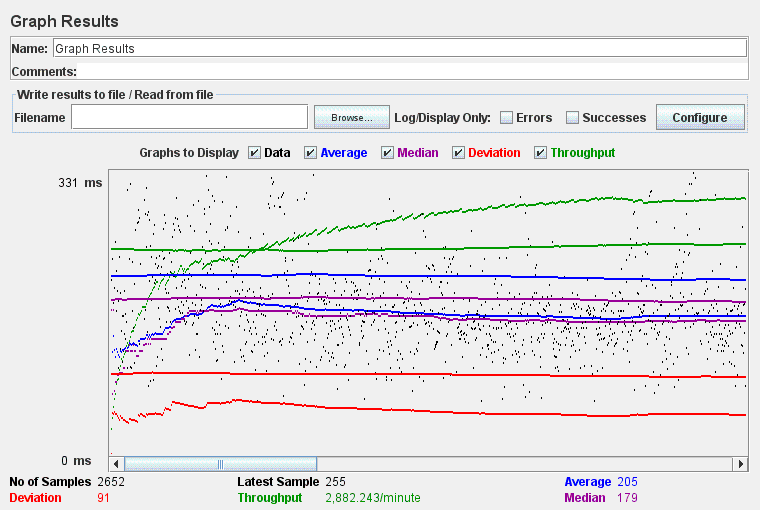 Graph Results
Name: Graph Results
Comments:
Write results to file / Read from file
Filename Browse... Log/Display Only: Errors Successes Configure
Graphs to Display Data Average Median Deviation Throughput
331 ms
0 ms
No of Samples 2652 Latest Sample 255 Average 205
Deviation 91 Throughput 2,882.243/minute Median 179